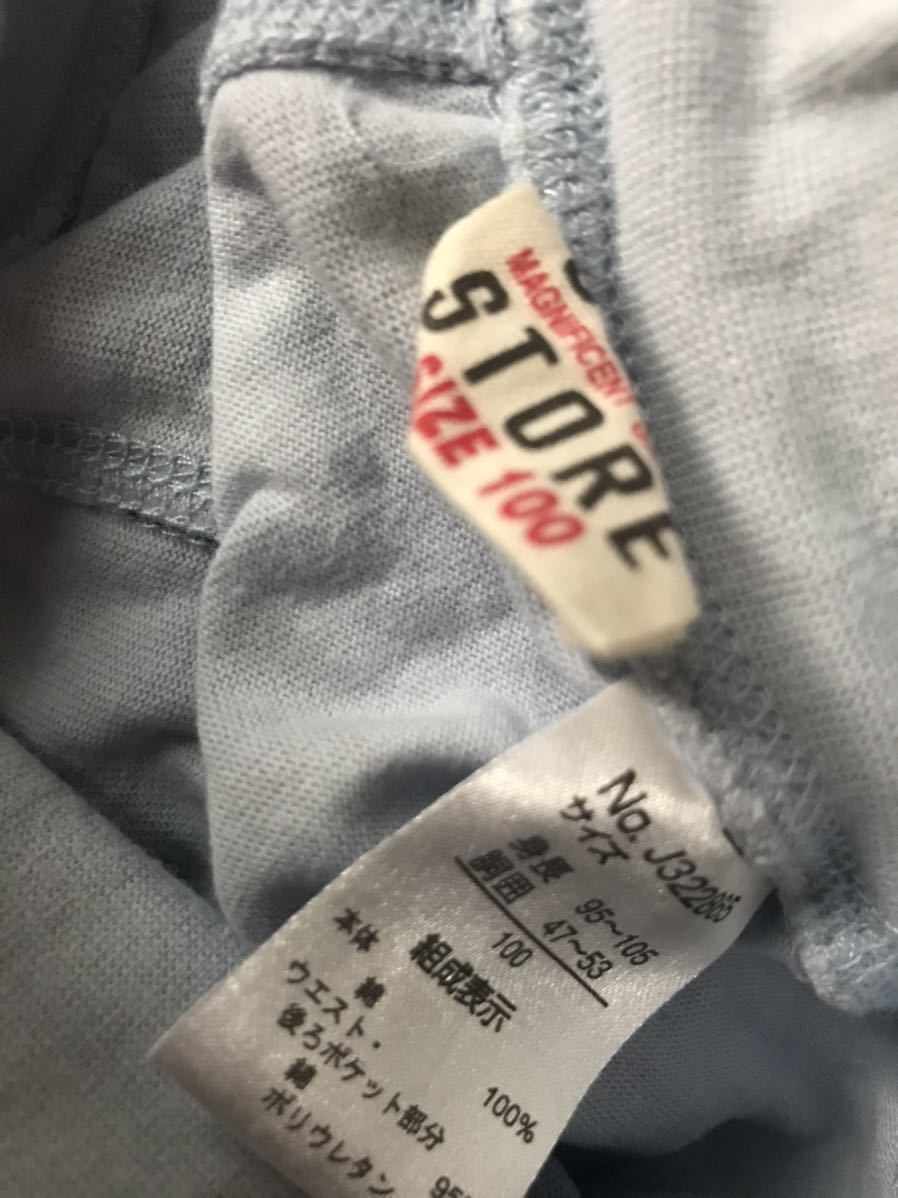 MAGNIFICENT
STORE
SIZE 100
No. J322865
サイズ
身長 95～105
胴囲 47～53
100
組成表示
本体 綿 100%
ウエスト・
後ろポケット部分
綿 95
ポリウレタン